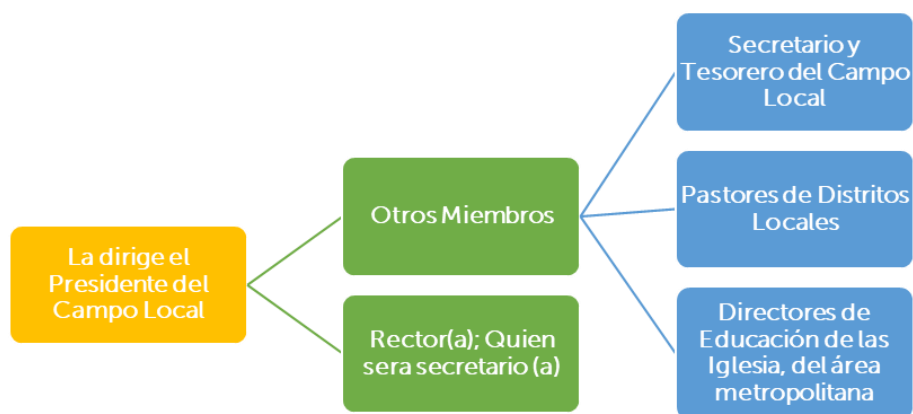 La dirige el
Presidente del
Campo Local
Otros Miembros
Rector(a); Quien
sera secretario (a)
Secretario y
Tesorero del Campo
Local
Pastores de Distritos
Locales
Directores de
Educación de las
Iglesia, del área
metropolitana